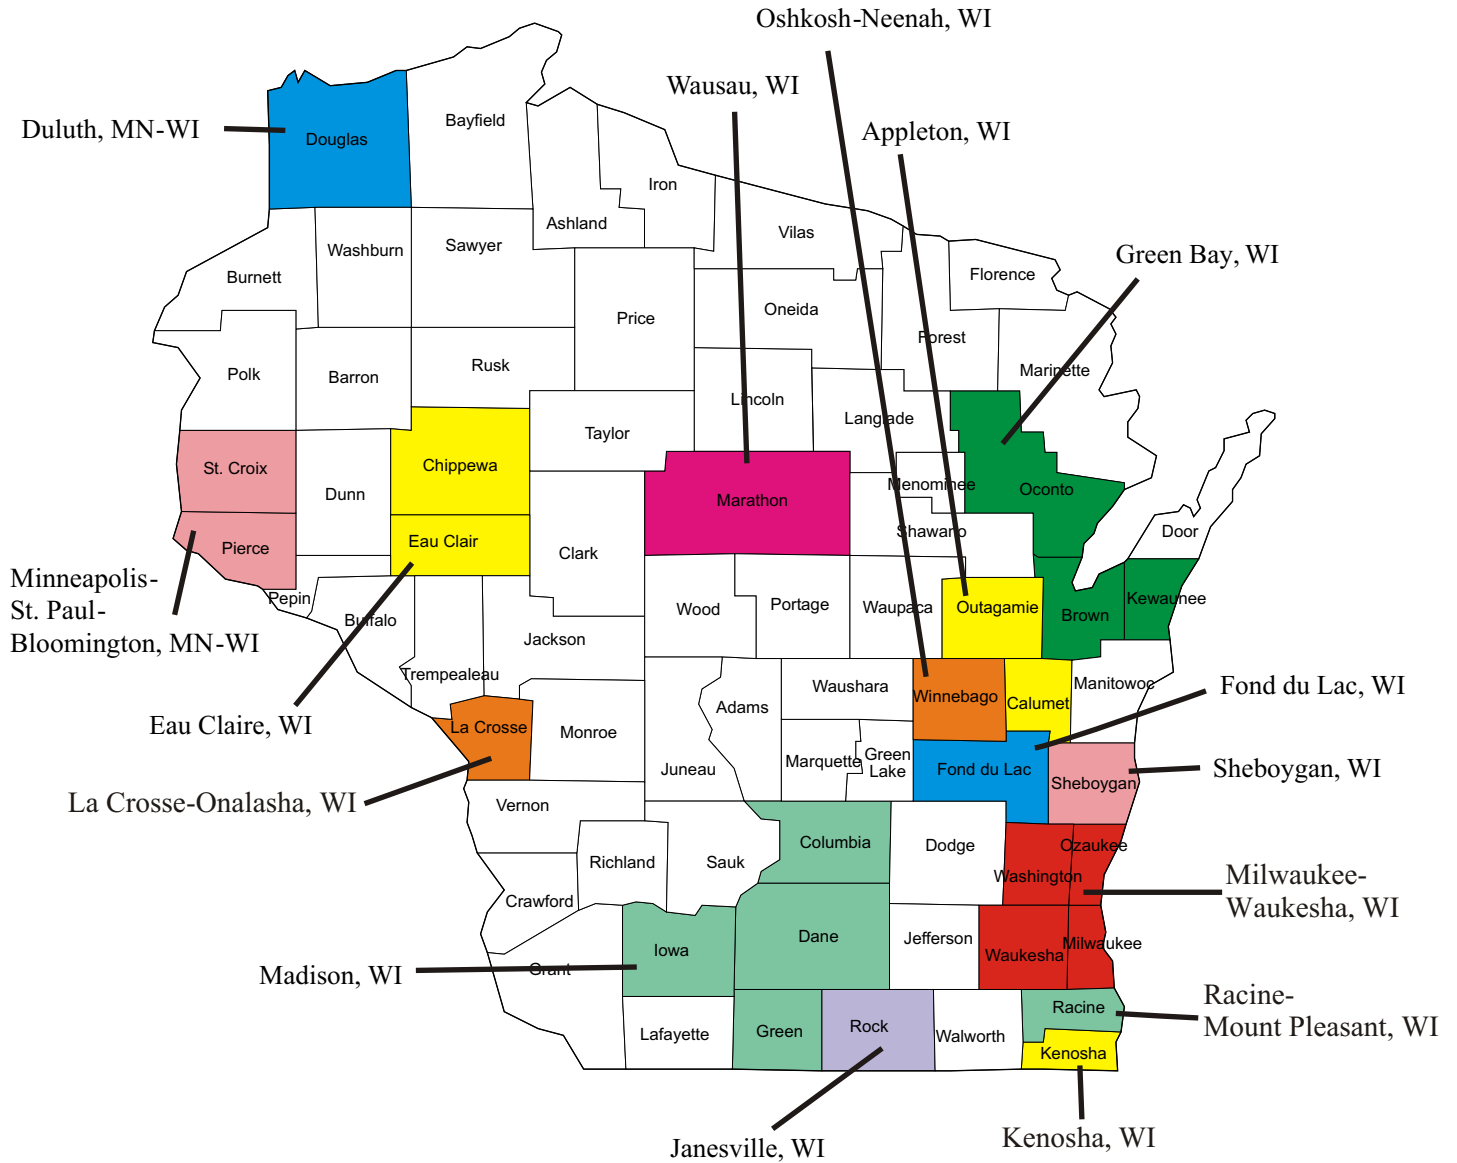 Oshkosh-Neenah, WI
Wausau, WI
Appleton, WI
Duluth, MN-WI
Douglas
Bayfield
Iron
Ashland
Vilas
Washburn
Sawyer
Green Bay, WI
Burnett
Florence
Oneida
Price
Forest
Polk
Barron
Rusk
Marinette
Lincoln
Langlade
Taylor
St. Croix
Chippewa
Menominee
Oconto
Dunn
Marathon
Shawano
Door
Pierce
Eau Clair
Clark
Minneapolis-
St. Paul-
Bloomington, MN-WI
Pepin
Buffalo
Wood
Portage
Waupaca
Outagamie
Brown
Kewaunee
Jackson
Trempealeau
Waushara
Winnebago
Calumet
Manitowoc
Fond du Lac, WI
Eau Claire, WI
La Crosse
Monroe
Adams
Juneau
Marquette
Green
Lake
Fond du Lac
Sheboygan
Sheboygan, WI
La Crosse-Onalasha, WI
Vernon
Columbia
Dodge
Ozaukee
Richland
Sauk
Washington
Milwaukee-
Waukesha, WI
Crawford
Iowa
Dane
Jefferson
Waukesha
Milwaukee
Madison, WI
Grant
Racine-
Mount Pleasant, WI
Lafayette
Green
Rock
Walworth
Racine
Kenosha
Janesville, WI
Kenosha, WI